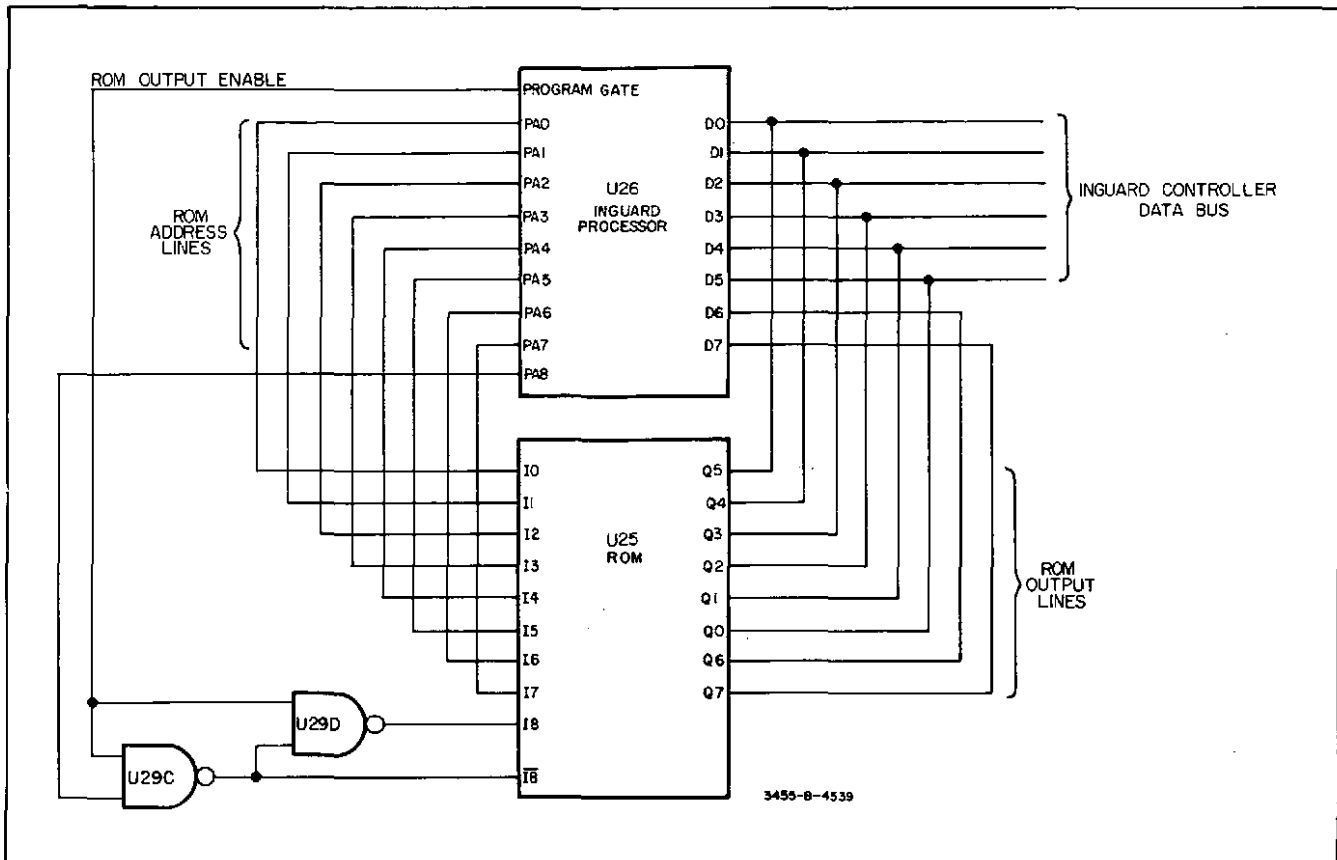 ROM OUTPUT ENABLE
PROGRAM GATE
PA0
PA1
PA2
PA3
PA4
PA5
PA6
PA7
PA8
ROM
ADDRESS
LINES
U26
INGUARD
PROCESSOR
D0
D1
D2
D3
D4
D5
D6
D7
INGUARD CONTROLLER
DATA BUS
I0
I1
I2
I3
I4
I5
I6
I7
I8
I8
U25
ROM
Q5
Q4
Q3
Q2
Q1
Q0
Q6
Q7
ROM
OUTPUT
LINES
U29D
U29C
3455-B-4539